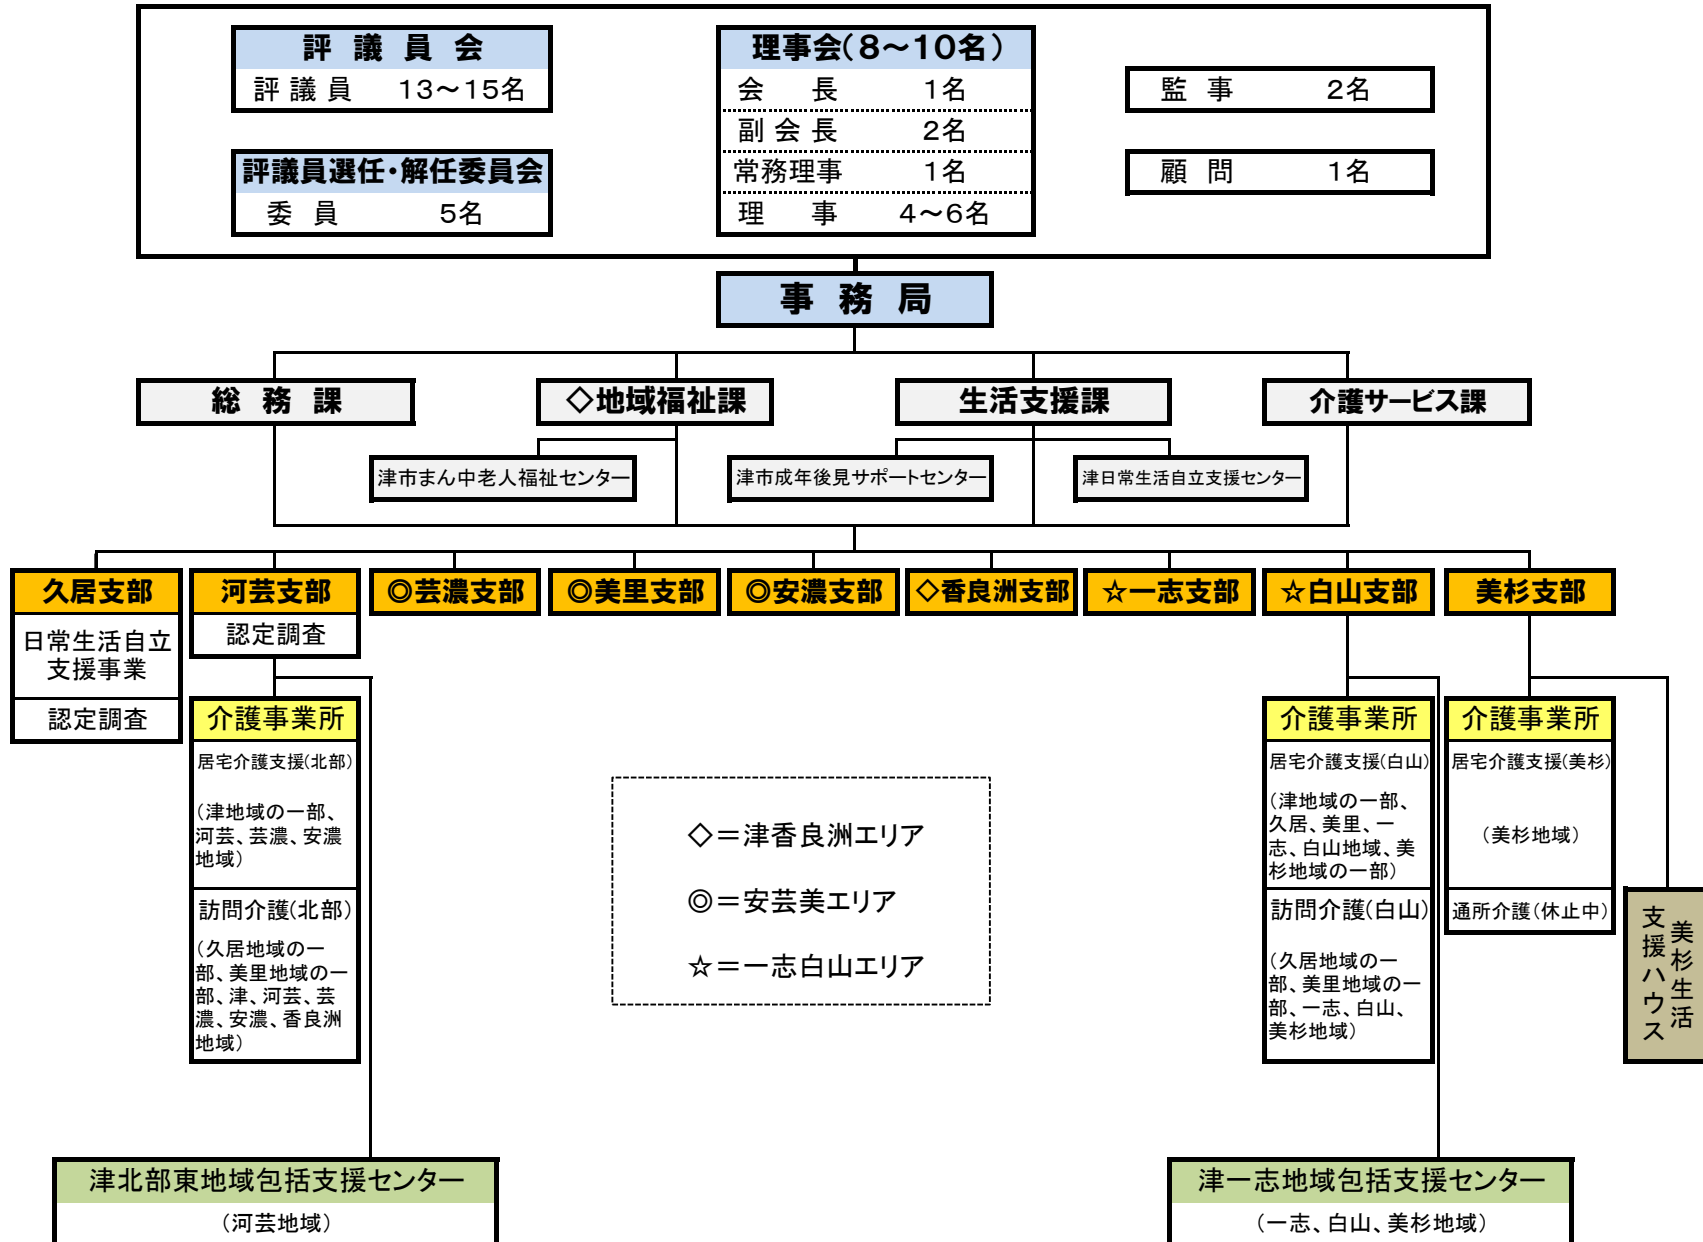 評議員会
評議員 13～15名
評議員選任・解任委員会
委員 5名
理事会(8～10名)
会長 1名
副会長 2名
常務理事 1名
理事 4～6名
監事 2名
顧問 1名
事務局
総務課
◇地域福祉課
生活支援課
介護サービス課
津市まん中老人福祉センター
津市成年後見サポートセンター
津日常生活自立支援センター
久居支部
日常生活自立
支援事業
認定調査
河芸支部
認定調査
◎芸濃支部
◎美里支部
◎安濃支部
◇香良洲支部
☆一志支部
☆白山支部
美杉支部
介護事業所
居宅介護支援(北部)
(津地域の一部、
河芸、芸濃、安濃
地域)
訪問介護(北部)
(久居地域の一
部、美里地域の一
部、津、河芸、芸
濃、安濃、香良洲
地域)
◇＝津香良洲エリア
◎＝安芸美エリア
☆＝一志白山エリア
介護事業所
居宅介護支援(白山)
(津地域の一部、
久居、美里、一
志、白山地域、美
杉地域の一部)
訪問介護(白山)
(久居地域の一
部、美里地域の一
部、一志、白山、
美杉地域)
介護事業所
居宅介護支援(美杉)
(美杉地域)
通所介護(休止中)
美杉生活
支援ハウス
津北部東地域包括支援センター
(河芸地域)
津一志地域包括支援センター
(一志、白山、美杉地域)